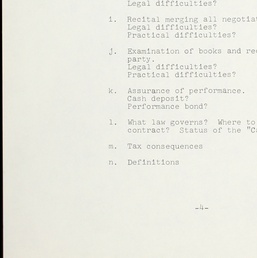 Legal difficulties?
i. Recital merging all
Legal difficulties?
Practical difficulties?
j. Examination of books and
party.
Legal difficulties?
Practical difficulties?
k. Assurance of performance.
Cash deposit?
Performance bond?
l. What law governs? Where to
contract? Status of the
m. Tax consequences
n. Definitions
-4-